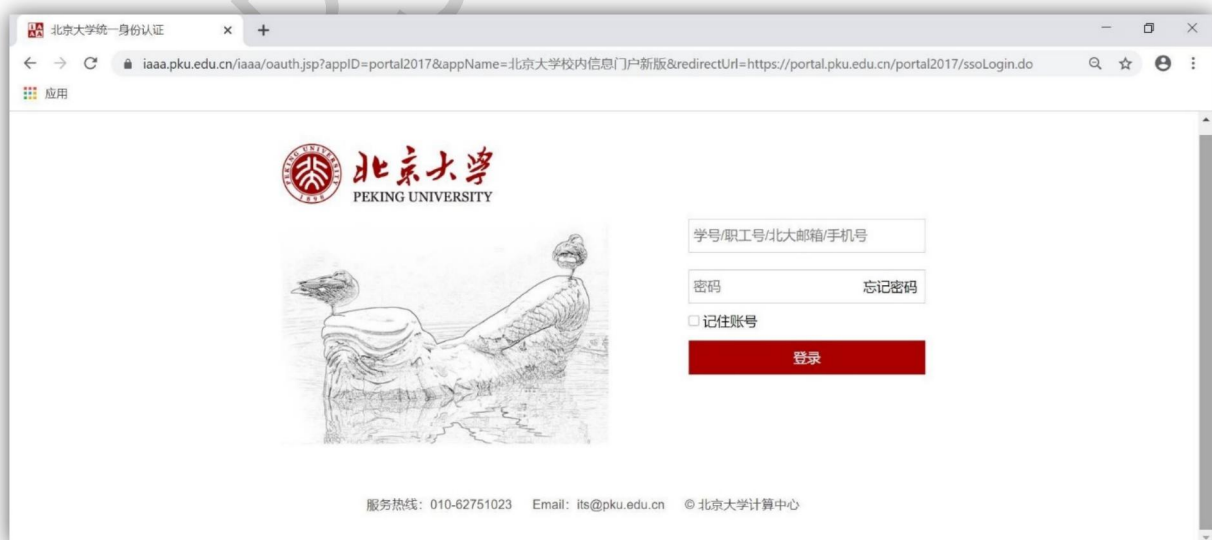 北京大学统一身份认证
iaaa.pku.edu.cn/iaaa/oauth.jsp?appID=portal2017&appName=北京大学校内信息门户新版&redirectUrl=https://portal.pku.edu.cn/portal2017/ssoLogin.do
应用
PEKING UNIVERSITY
1898
北京大学
PEKING UNIVERSITY
学号/职工号/北大邮箱/手机号
密码 忘记密码
记住账号
登录
服务热线：010-62751023 Email：its@pku.edu.cn © 北京大学计算中心